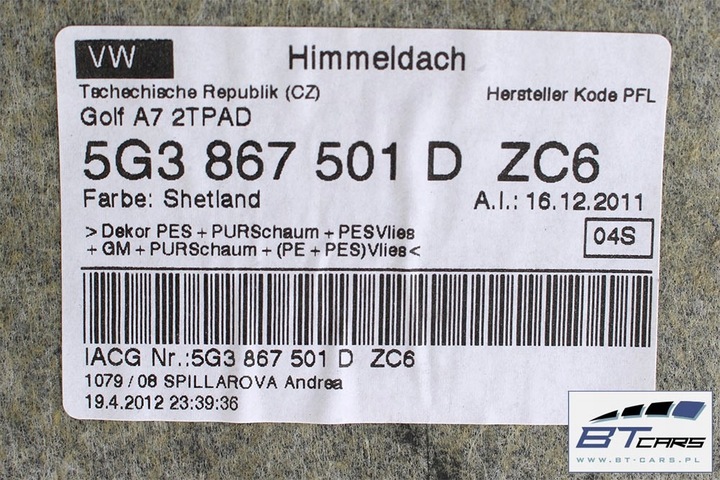 VW
Himmeldach
Tschechische Republik (CZ)
Hersteller Kode PFL
Golf A7 2TPAD
5G3 867 501 D ZC6
Farbe: Shetland
A.I.: 16.12.2011
> Dekor PES + PURSchaum + PESVlies
+ GM + PURSchaum + (PE + PES)Vlies <
04S
IACG Nr.:5G3 867 501 D ZC6
1079 / 08 SPILLAROVA Andrea
19.4.2012 23:39:36
BTCARS
WWW.BT-CARS.PL